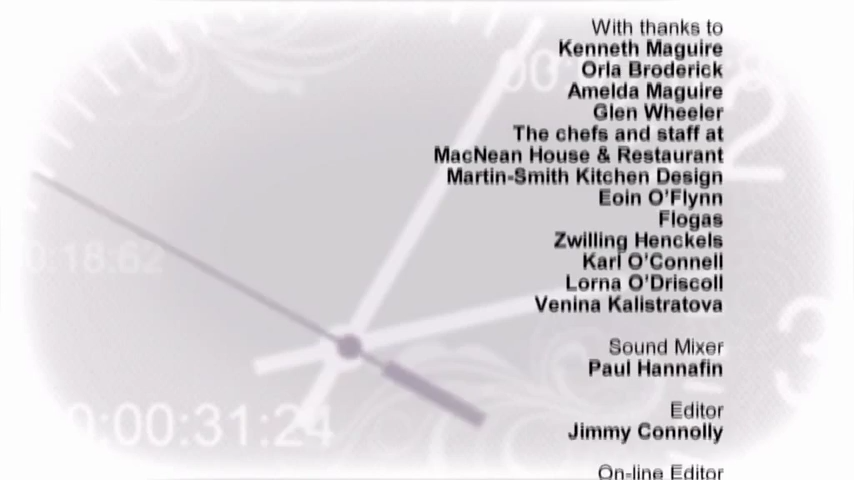 With thanks to
Kenneth Maguire
Orla Broderick
Amelda Maguire
Glen Wheeler
The chefs and staff at
MacNean House & Restaurant
Martin-Smith Kitchen Design
Eoin O'Flynn
Flogas
Zwilling Henckels
Karl O'Connell
Lorna O'Driscoll
Venina Kalistratova
Sound Mixer
Paul Hannafin
Editor
Jimmy Connolly
On-line Editor
2
3
0:18:62
0:00:31:24